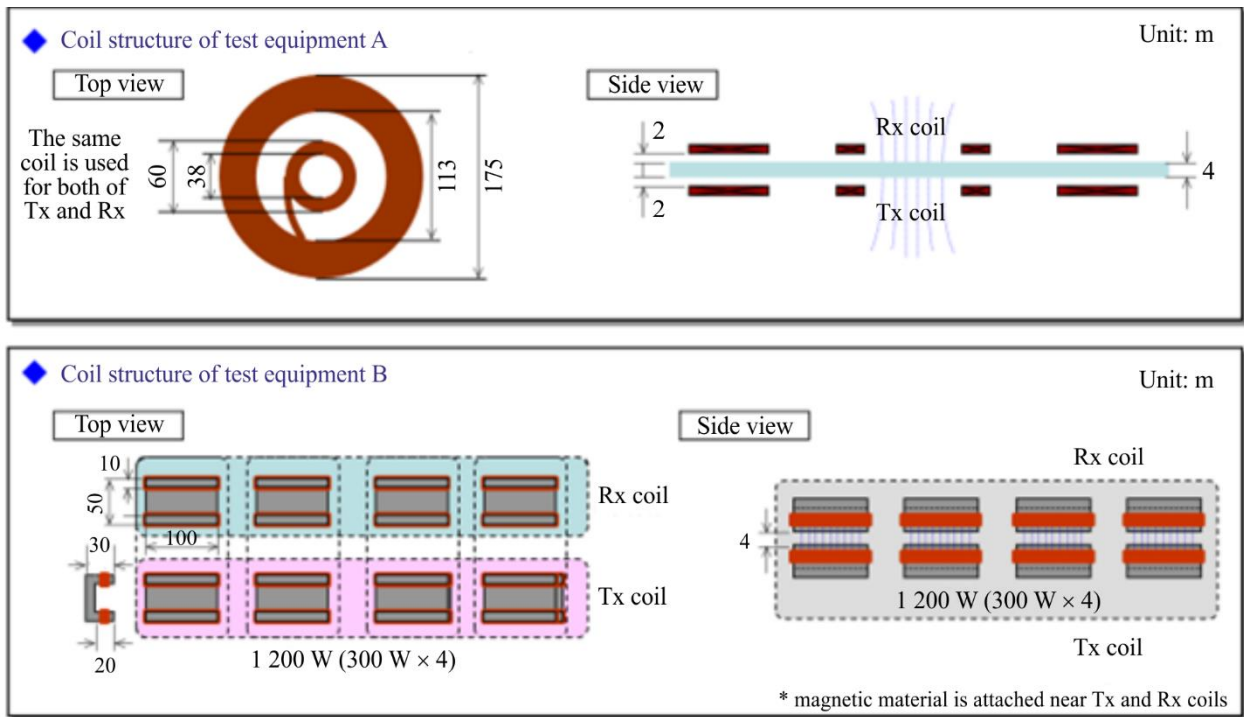 Coil structure of test equipment A
Unit: m
Top view
Side view
The same
coil is used
for both of
Tx and Rx
60
38
113
175
2
2
Rx coil
Tx coil
4
Coil structure of test equipment B
Unit: m
Top view
Side view
10
50
100
30
20
Rx coil
Tx coil
1 200 W (300 W × 4)
Rx coil
4
1 200 W (300 W × 4)
Tx coil
* magnetic material is attached near Tx and Rx coils